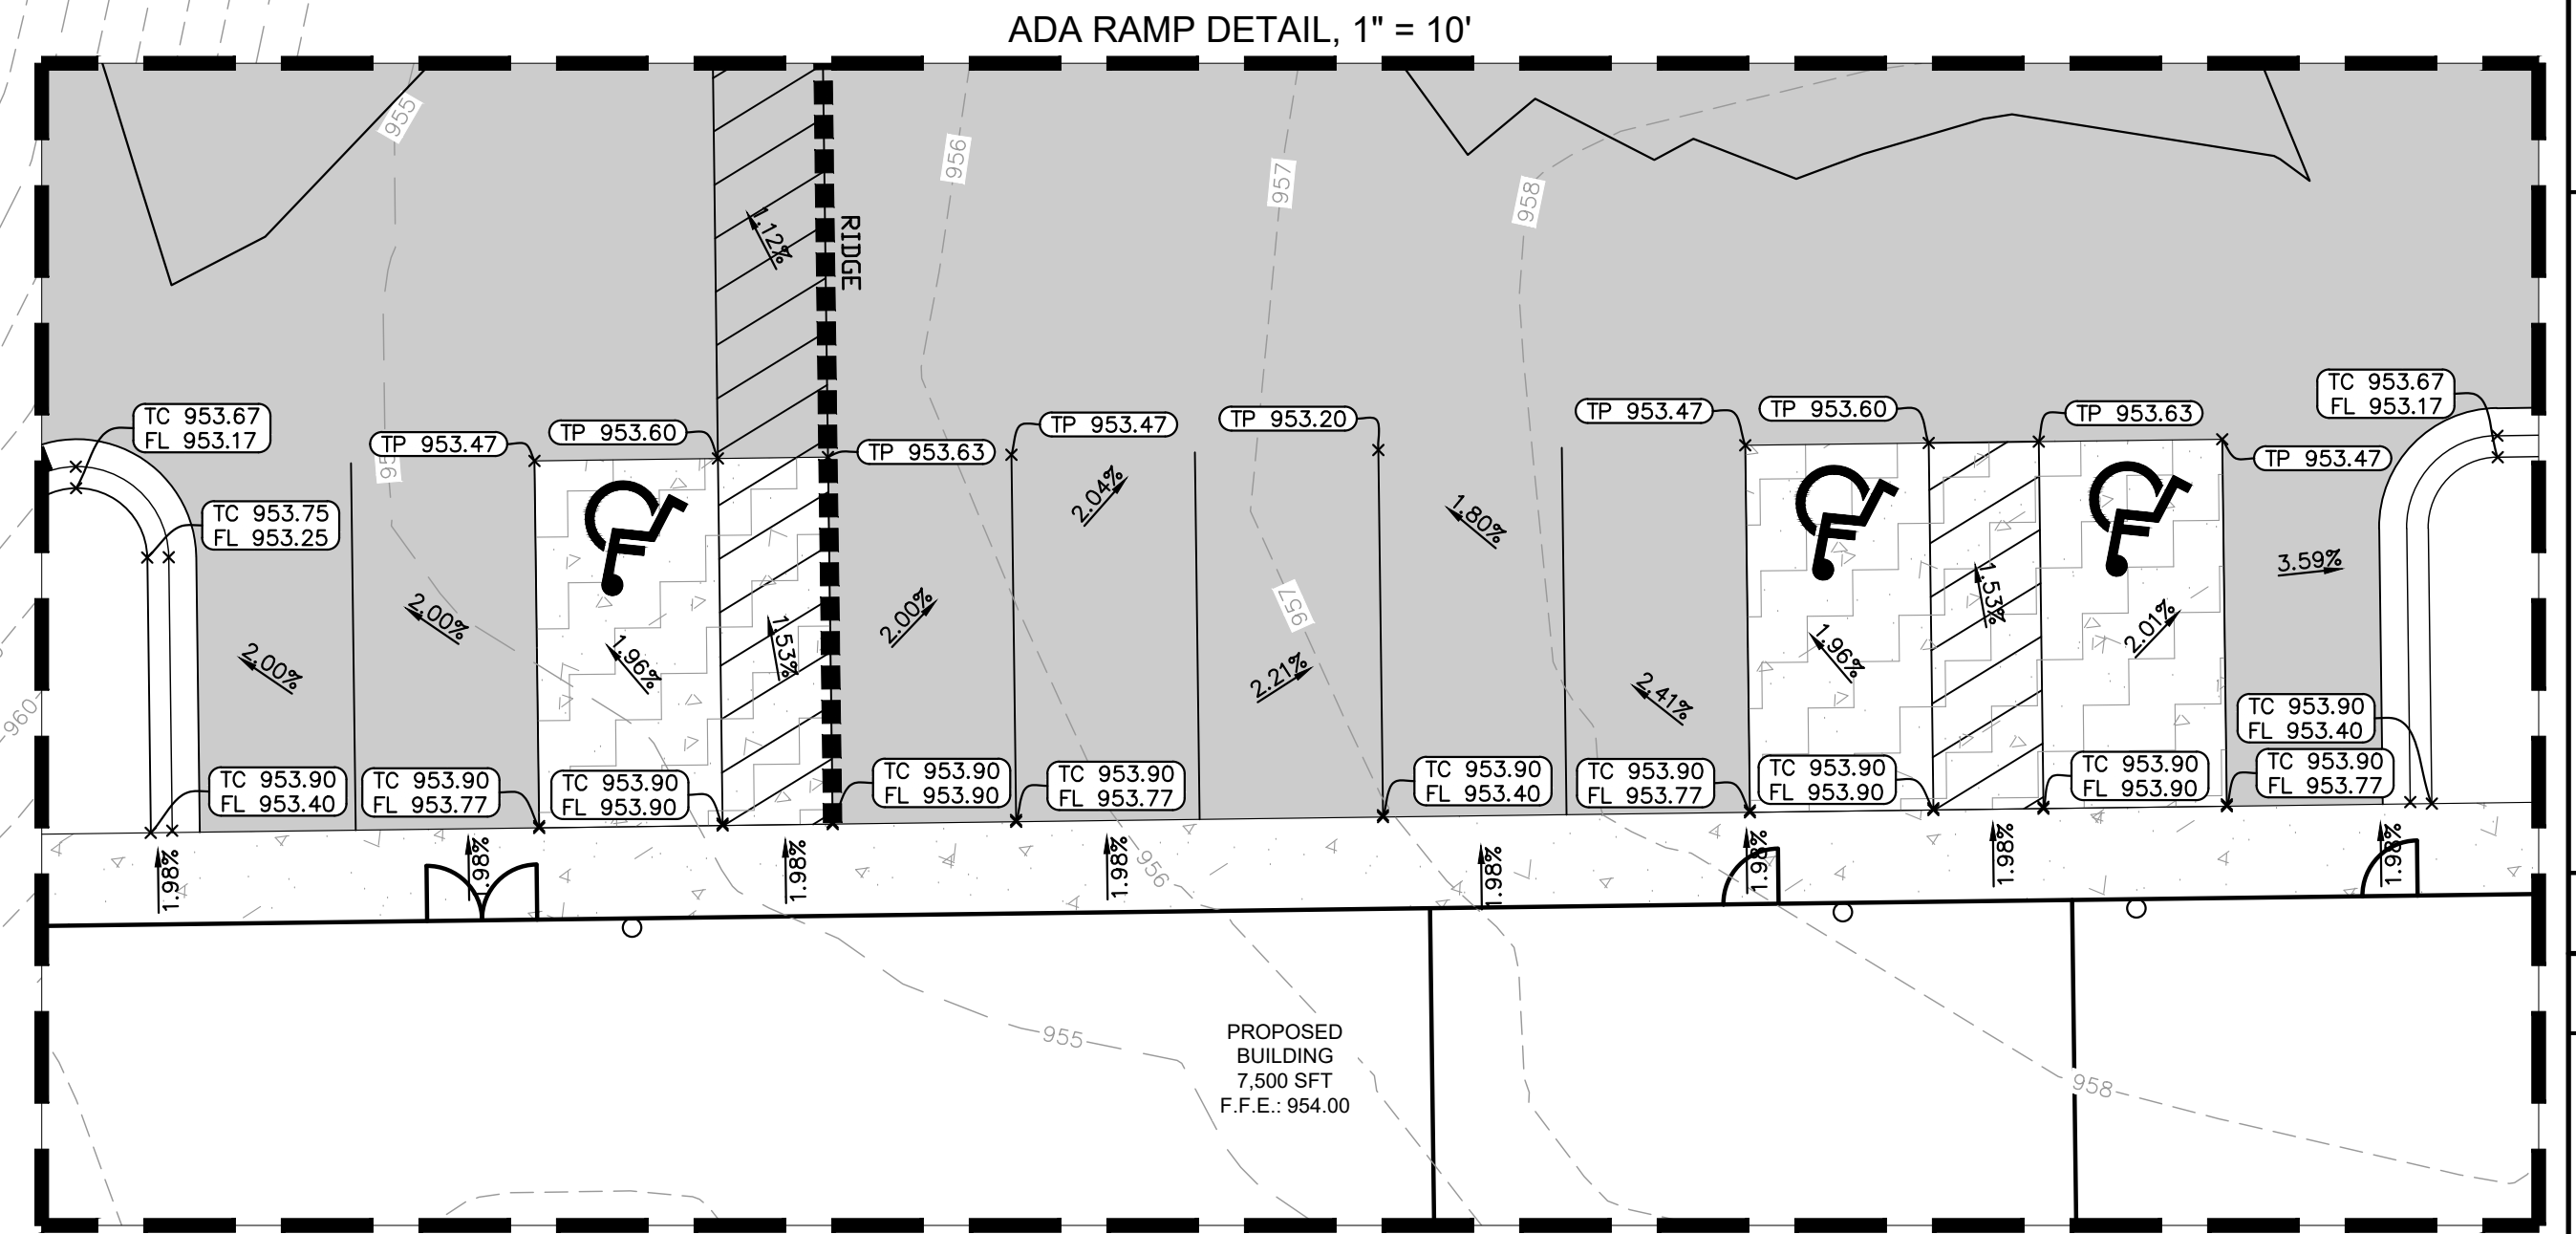 ADA RAMP DETAIL, 1" = 10'
955
956
957
958
RIDGE
1.12%
TC 953.67
FL 953.17
TP 953.47
TP 953.60
TP 953.63
TP 953.47
TP 953.20
TP 953.47
TP 953.60
TP 953.63
TC 953.67
FL 953.17
TP 953.47
TC 953.75
FL 953.25
2.04%
1.80%
3.59%
2.00%
2.00%
1.96%
1.53%
2.00%
2.21%
957
2.41%
1.96%
1.53%
2.01%
960
TC 953.90
FL 953.40
TC 953.90
FL 953.40
TC 953.90
FL 953.77
TC 953.90
FL 953.90
TC 953.90
FL 953.90
TC 953.90
FL 953.77
TC 953.90
FL 953.40
TC 953.90
FL 953.77
TC 953.90
FL 953.90
TC 953.90
FL 953.90
TC 953.90
FL 953.77
1.98%
1.98%
1.98%
1.98%
956
1.98%
1.98%
1.98%
1.98%
955
PROPOSED
BUILDING
7,500 SFT
F.F.E.: 954.00
958